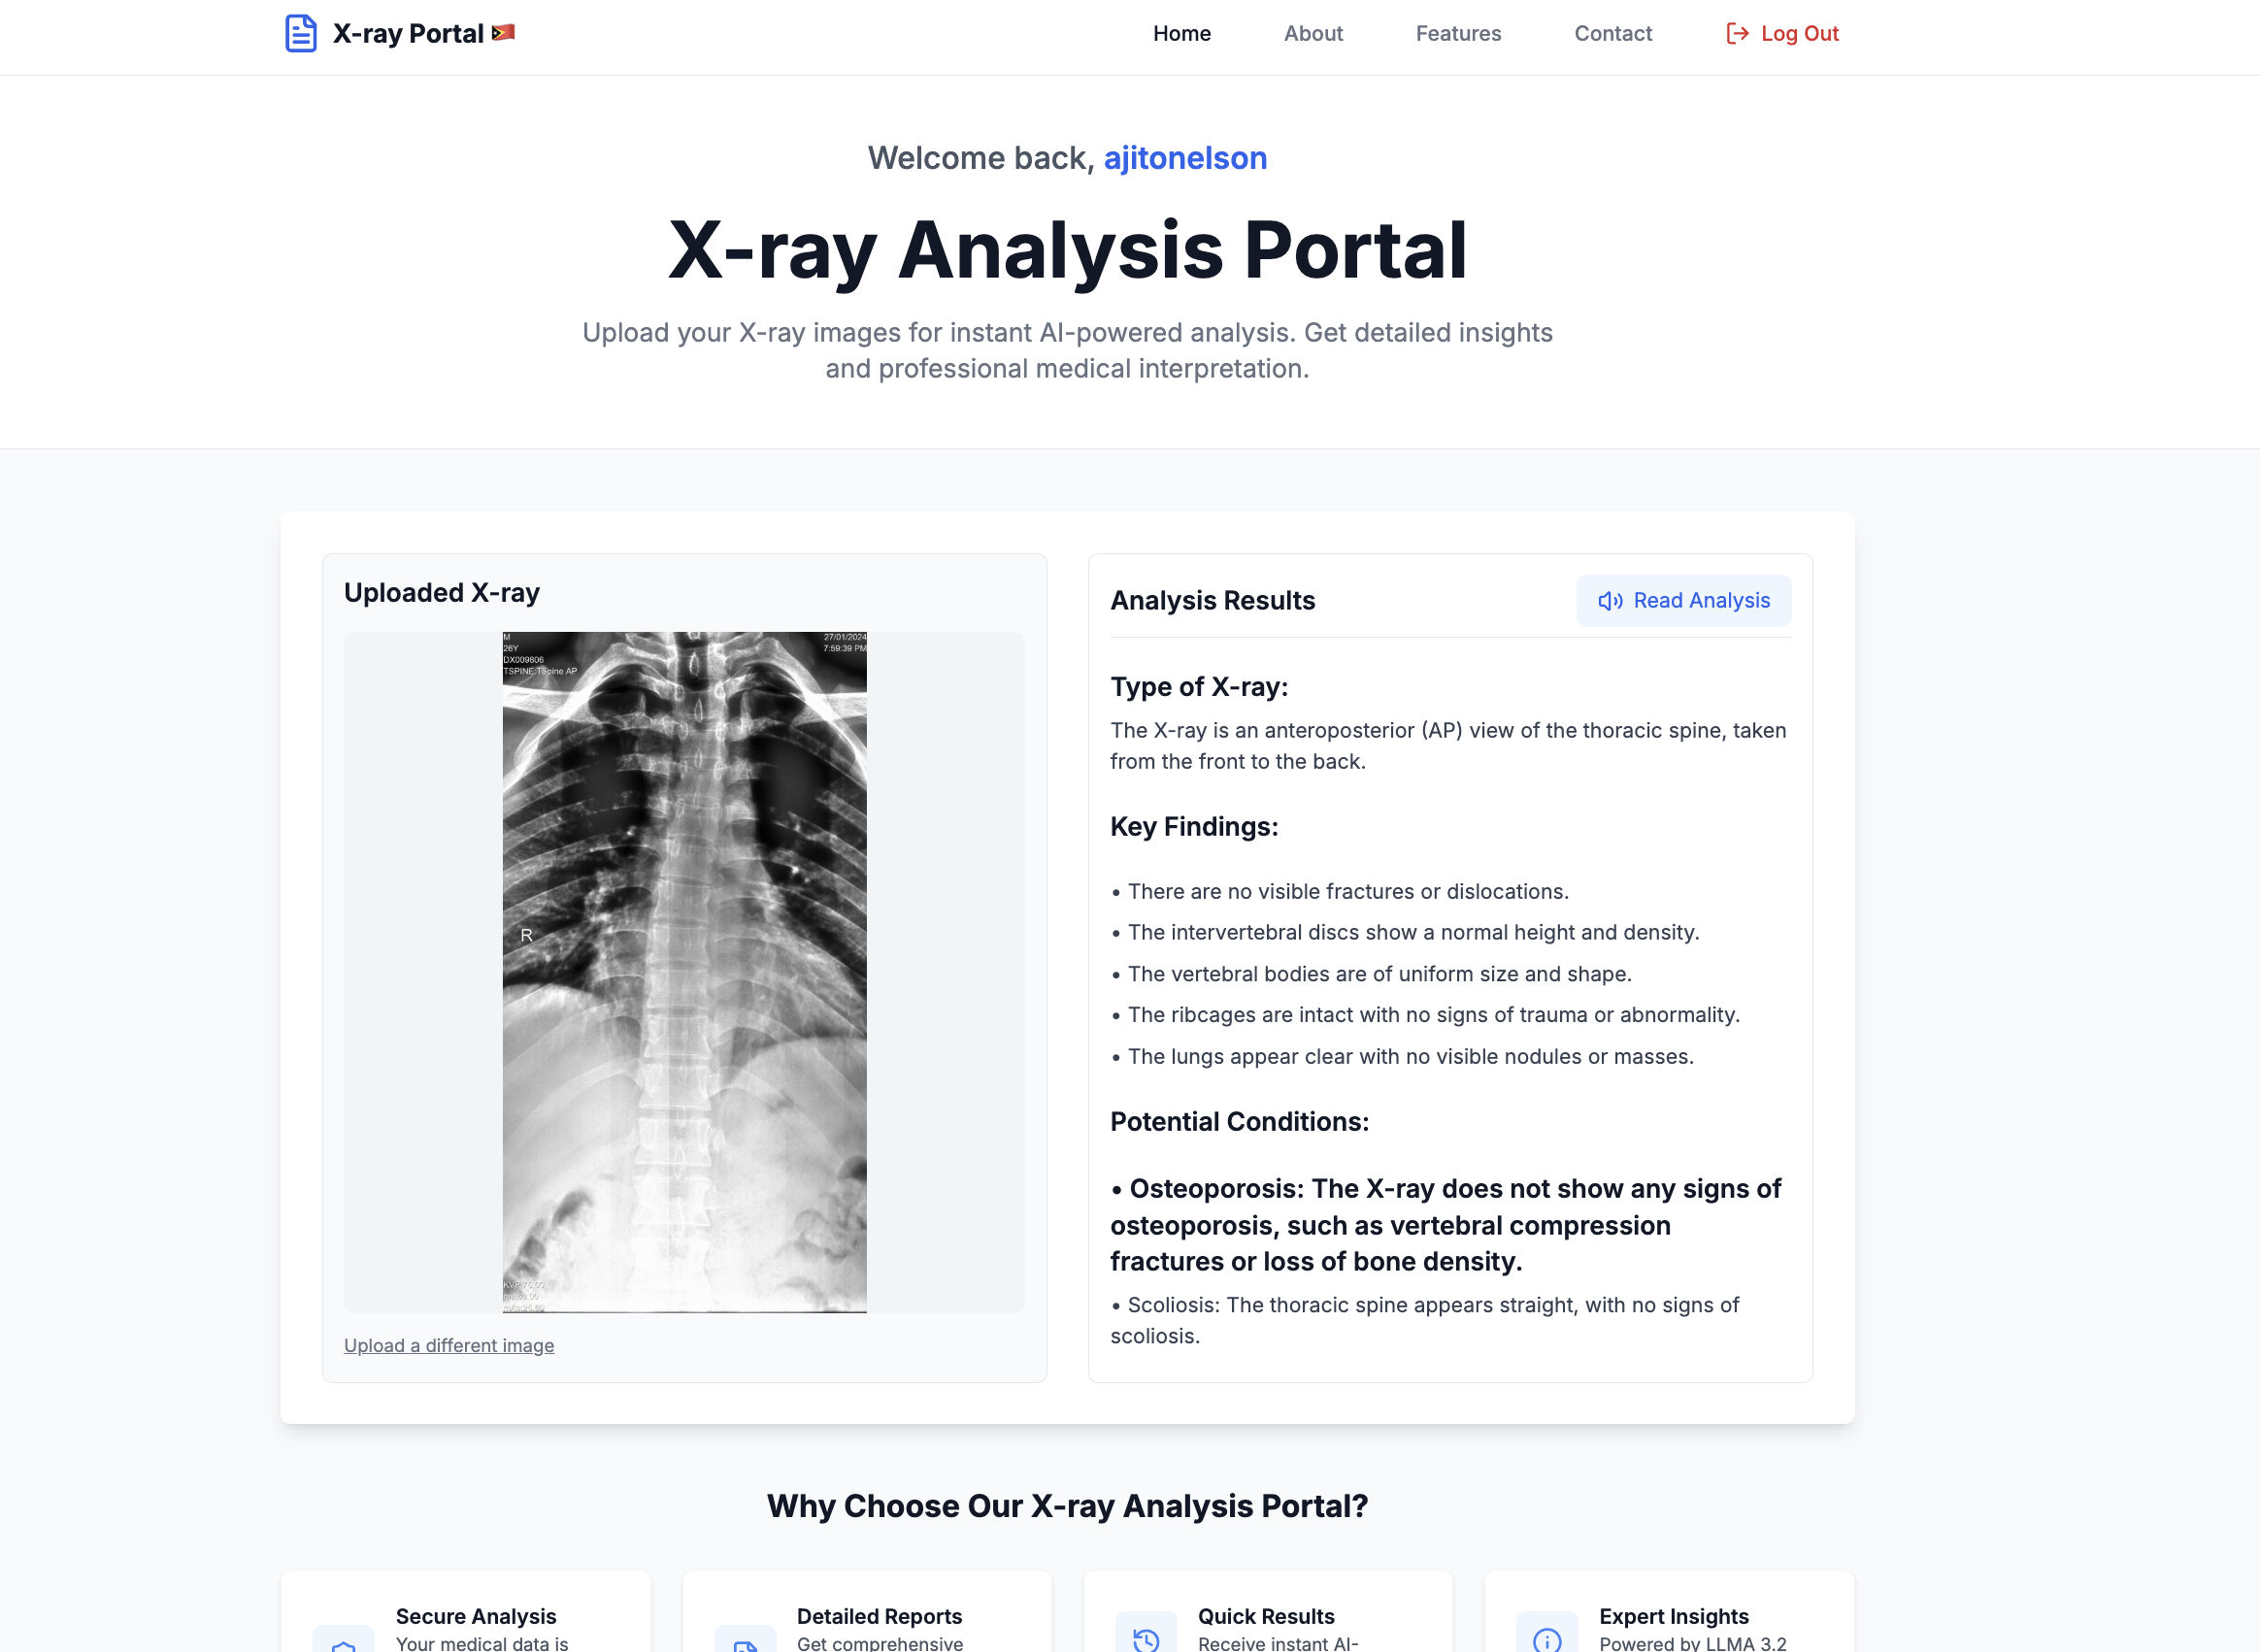 X-ray Portal 🇹🇱
Home
About
Features
Contact
Log Out
Welcome back, ajitonelson
X-ray Analysis Portal
Upload your X-ray images for instant AI-powered analysis. Get detailed insights
and professional medical interpretation.
Uploaded X-ray
M
26Y
DX009806
TSPINE:TSpine AP
27/01/2024
7:59:39 PM
R
Upload a different image
Analysis Results
Read Analysis
Type of X-ray:
The X-ray is an anteroposterior (AP) view of the thoracic spine, taken
from the front to the back.
Key Findings:
• There are no visible fractures or dislocations.
• The intervertebral discs show a normal height and density.
• The vertebral bodies are of uniform size and shape.
• The ribcages are intact with no signs of trauma or abnormality.
• The lungs appear clear with no visible nodules or masses.
Potential Conditions:
• Osteoporosis: The X-ray does not show any signs of
osteoporosis, such as vertebral compression
fractures or loss of bone density.
• Scoliosis: The thoracic spine appears straight, with no signs of
scoliosis.
Why Choose Our X-ray Analysis Portal?
Secure Analysis
Your medical data is
Detailed Reports
Get comprehensive
Quick Results
Receive instant AI-
Expert Insights
Powered by LLMA 3.2